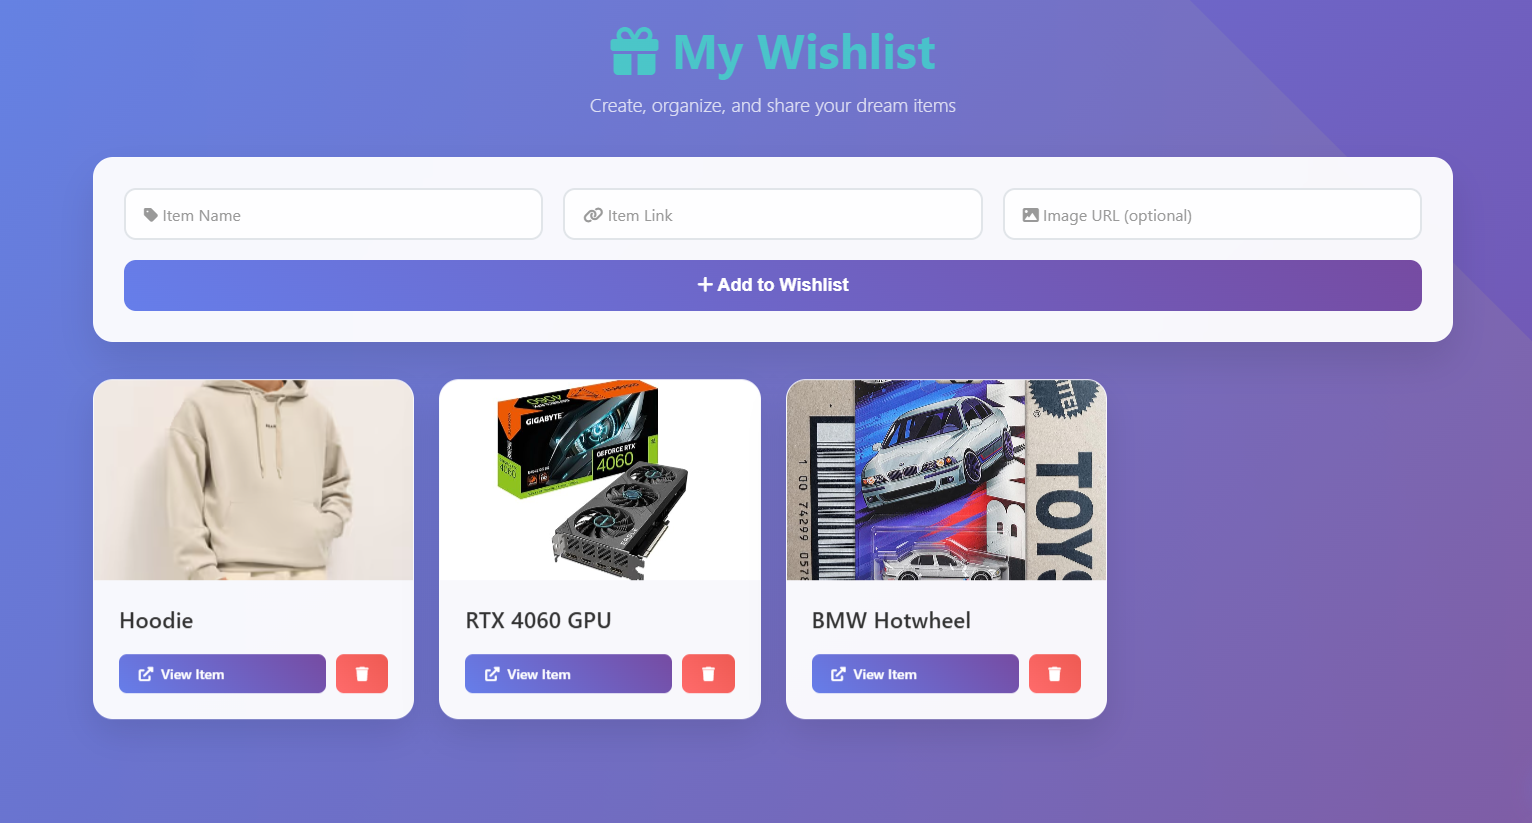 My Wishlist
Create, organize, and share your dream items
Item Name
Item Link
Image URL (optional)
Add to Wishlist
GIGABYTE
GEFORCE RTX
4060
4060
TOYS
1 00 74299 0578
Hoodie
RTX 4060 GPU
BMW Hotwheel
View Item
View Item
View Item